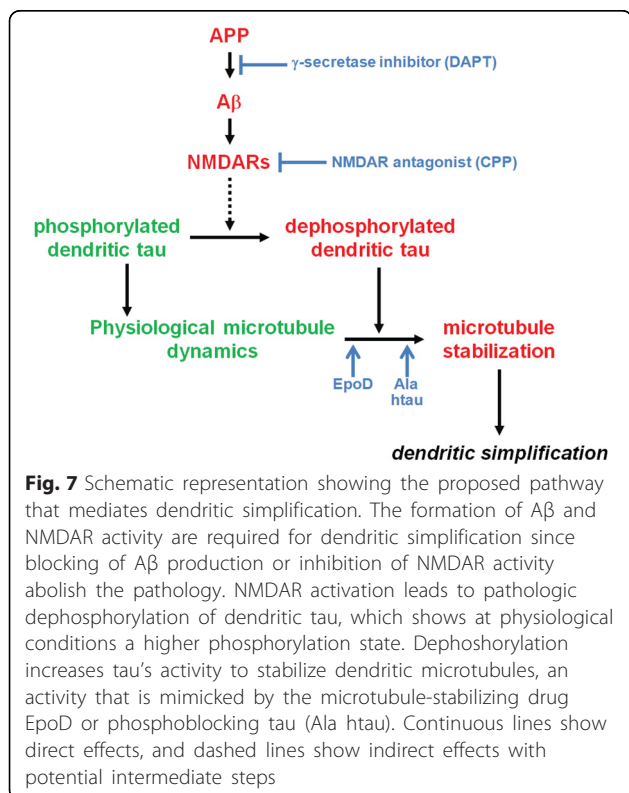 APP
γ-secretase inhibitor (DAPT)
Aβ
NMDARs
NMDAR antagonist (CPP)
phosphorylated
dendritic tau
dephosphorylated
dendritic tau
Physiological microtubule
dynamics
microtubule
stabilization
EpoD
Ala
htau
dendritic simplification
Fig. 7 Schematic representation showing the proposed pathway
that mediates dendritic simplification. The formation of Aβ and
NMDAR activity are required for dendritic simplification since
blocking of Aβ production or inhibition of NMDAR activity
abolish the pathology. NMDAR activation leads to pathologic
dephosphorylation of dendritic tau, which shows at physiological
conditions a higher phosphorylation state. Dephoshorylation
increases tau's activity to stabilize dendritic microtubules, an
activity that is mimicked by the microtubule-stabilizing drug
EpoD or phosphoblocking tau (Ala htau). Continuous lines show
direct effects, and dashed lines show indirect effects with
potential intermediate steps